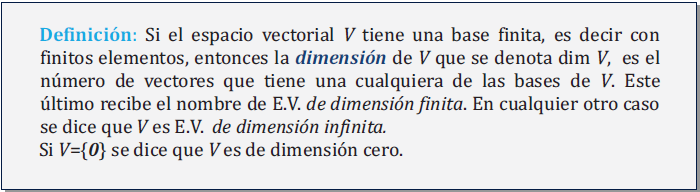 Definición: Si el espacio vectorial V tiene una base finita, es decir con
finitos elementos, entonces la dimensión de V que se denota dim V, es el
número de vectores que tiene una cualquiera de las bases de V. Este
último recibe el nombre de E.V. de dimensión finita. En cualquier otro caso
se dice que V es E.V. de dimensión infinita.
Si V={0} se dice que V es de dimensión cero.